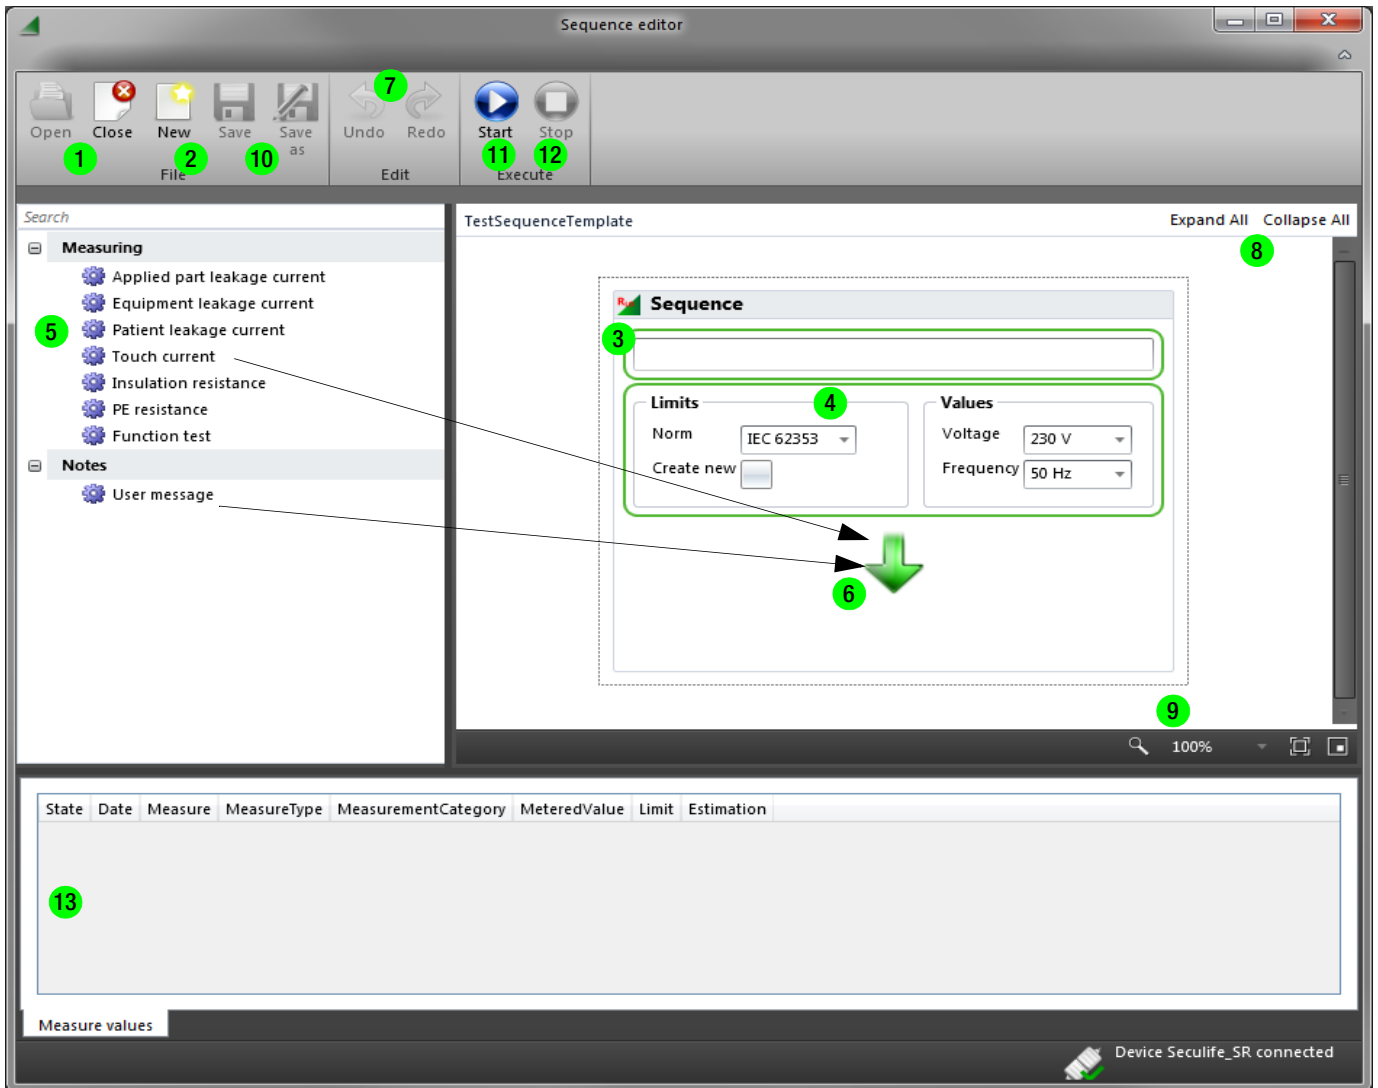 Sequence editor
7
Open Close New Save Save as Undo Redo Start Stop
1 2 10 11 12
File Edit Execute
Search
Measuring
Applied part leakage current
Equipment leakage current
5 Patient leakage current
Touch current
Insulation resistance
PE resistance
Function test
Notes
User message
TestSequenceTemplate Expand All Collapse All
8
Sequence
3
Limits 4 Values
Norm IEC 62353 Voltage 230 V
Create new Frequency 50 Hz
6
9
100%
State Date Measure MeasureType MeasurementCategory MeteredValue Limit Estimation
13
Measure values
Device Seculife_SR connected